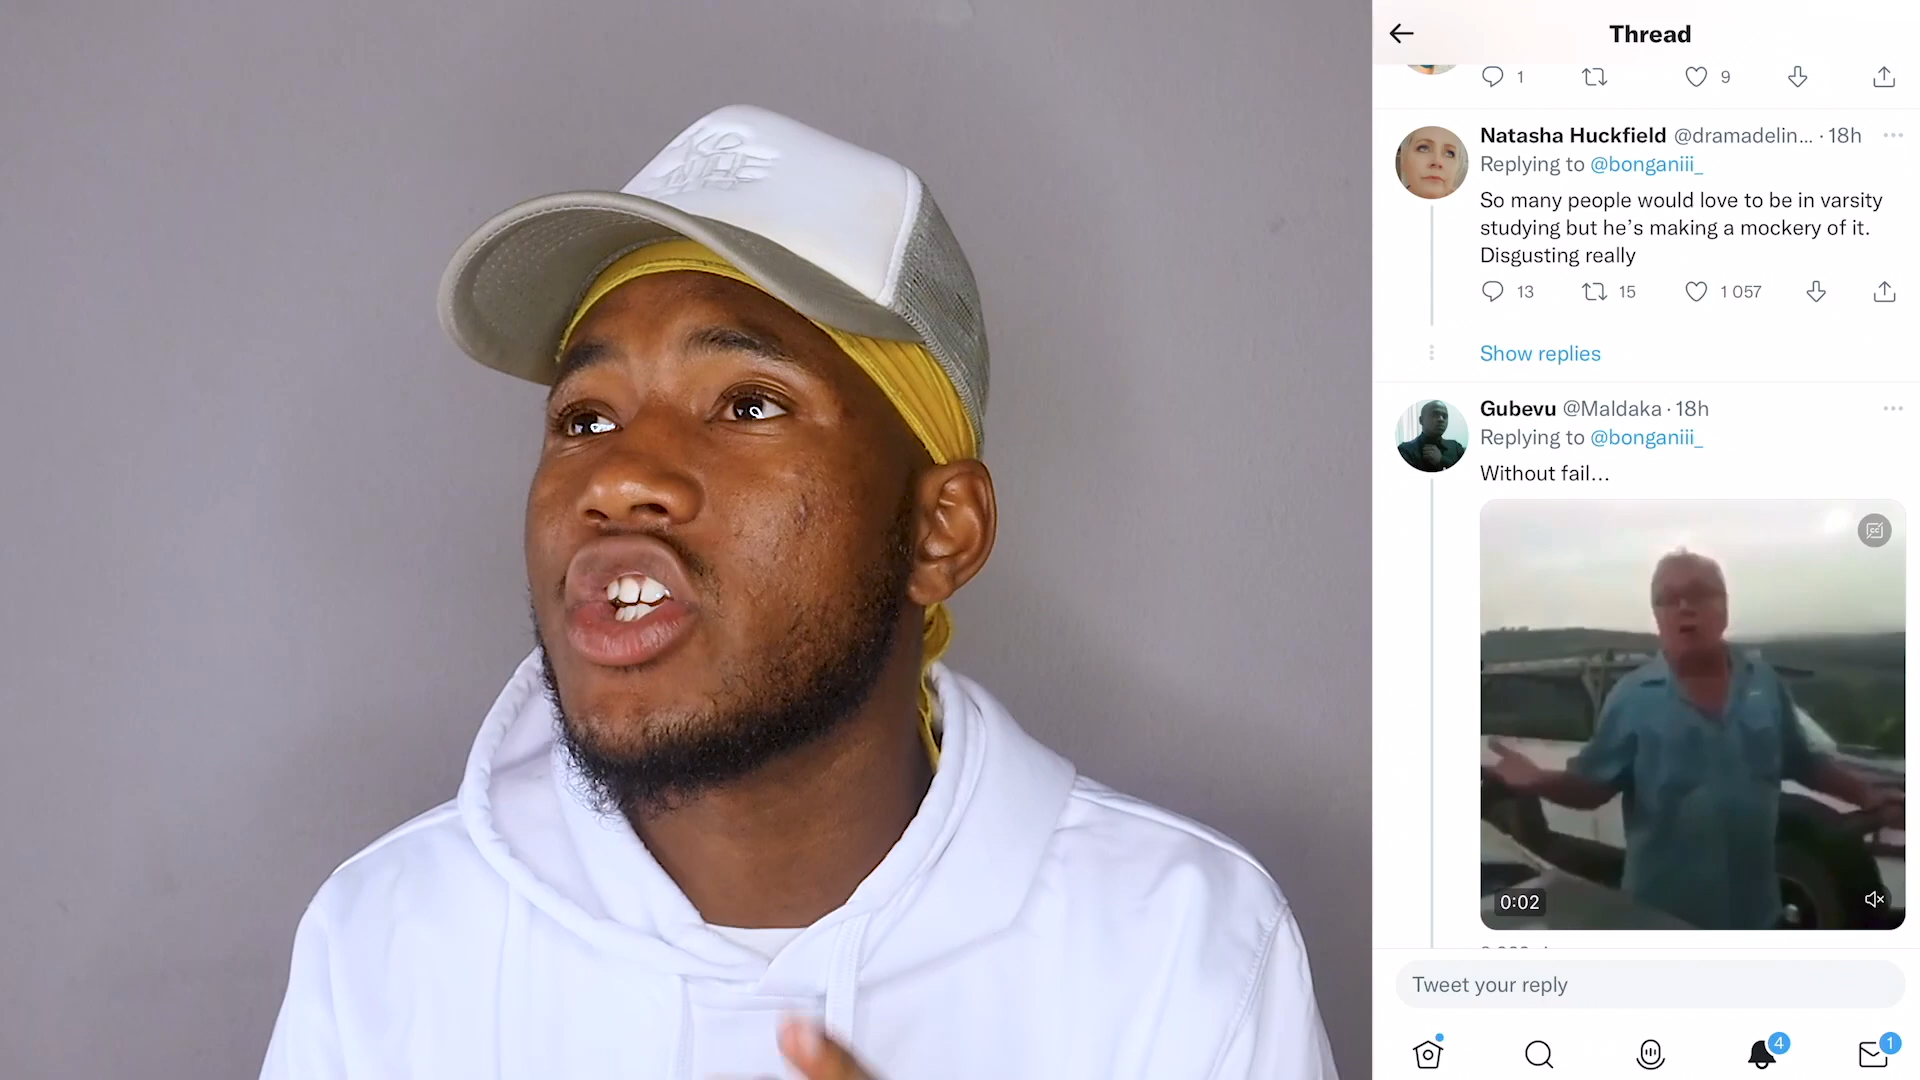 Thread
1
9
Natasha Huckfield @dramadelin... · 18h
Replying to @bonganiii_
So many people would love to be in varsity
studying but he's making a mockery of it.
Disgusting really
13
15
1 057
Show replies
Gubevu @Maldaka · 18h
Replying to @bonganiii_
Without fail...
0:02
Tweet your reply
4
1